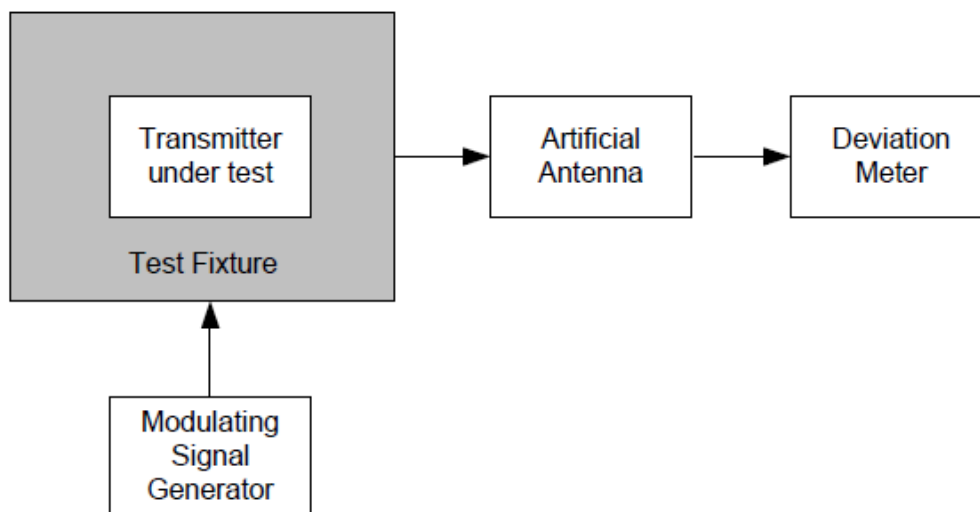 Transmitter
under test
Test Fixture
Artificial
Antenna
Deviation
Meter
Modulating
Signal
Generator